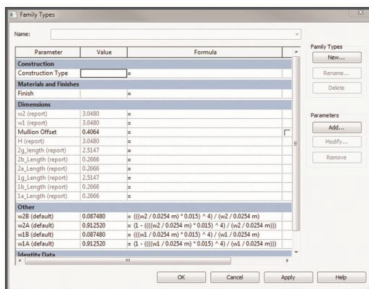 Family Types
Name:
Parameter Value Formula
Construction
Construction Type =
Materials and Finishes
Finish =
Dimensions
w2 (report) 3.0480 =
w1 (report) 3.0480 =
Mullion Offset 0.4064 =
H (report) 3.0480 =
2g_length (report) 2.5147 =
2b_Length (report) 0.2666 =
2a_Length (report) 0.2666 =
1g_Length (report) 2.5147 =
1b_Length (report) 0.2666 =
1a_Length (report) 0.2666 =
Other
w2B (default) 0.087480 = (((w2 / 0.0254 m) * 0.015) ^ 4) / (w2 / 0.0254 m)
w2A (default) 0.912520 = (1 - ((((w2 / 0.0254 m) * 0.015) ^ 4) / (w2 / 0.0254 m)))
w1B (default) 0.087480 = (((w1 / 0.0254 m) * 0.015) ^ 4) / (w1 / 0.0254 m)
w1A (default) 0.912520 = (1 - ((((w1 / 0.0254 m) * 0.015) ^ 4) / (w1 / 0.0254 m)))
Identity Data
Family Types
New...
Rename...
Delete
Parameters
Add...
Modify...
Remove
OK Cancel Apply Help